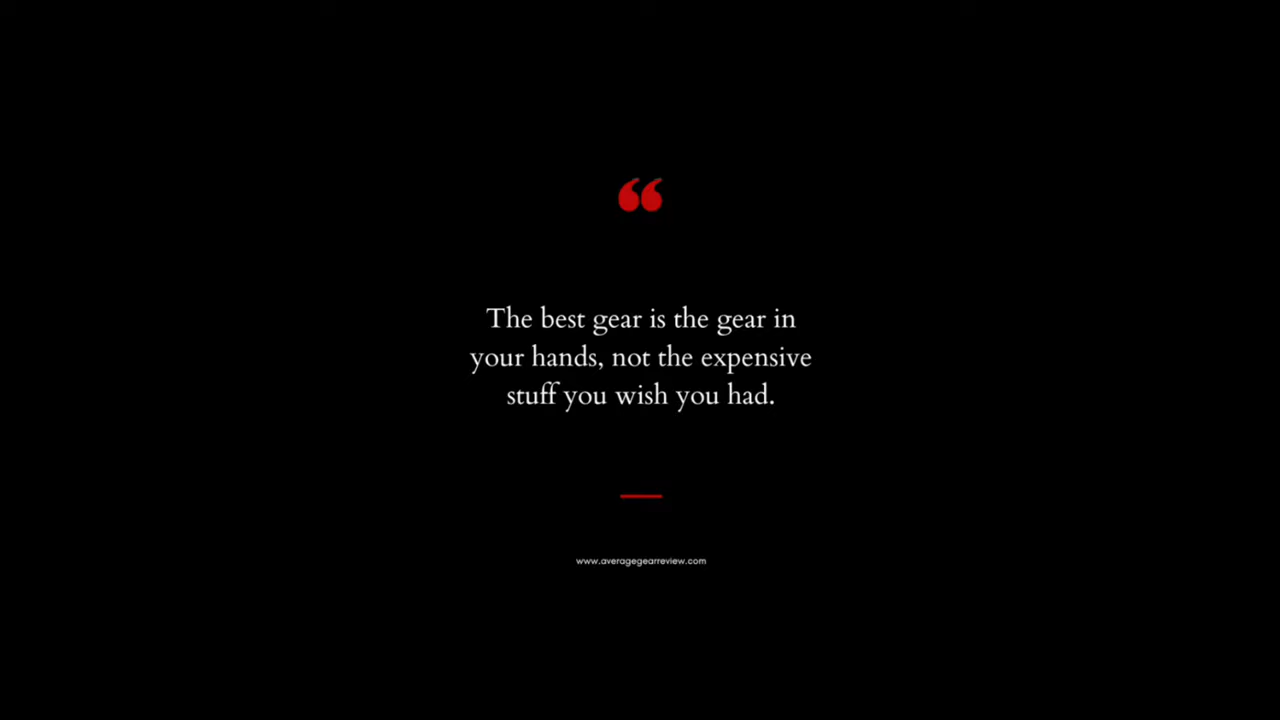 “
The best gear is the gear in
your hands, not the expensive
stuff you wish you had.
www.averagegearreview.com